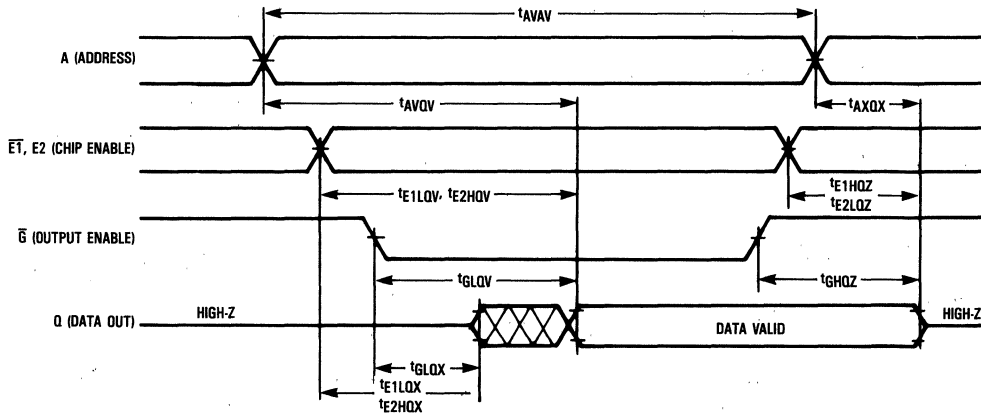 tAVAV
A (ADDRESS)
tAVQV
tAXQX
E1, E2 (CHIP ENABLE)
tE1LQV, tE2HQV
tE1HQZ
tE2LQZ
G (OUTPUT ENABLE)
tGLQV
tGHQZ
HIGH-Z
Q (DATA OUT)
DATA VALID
HIGH-Z
tGLQX
tE1LQX
tE2HQX